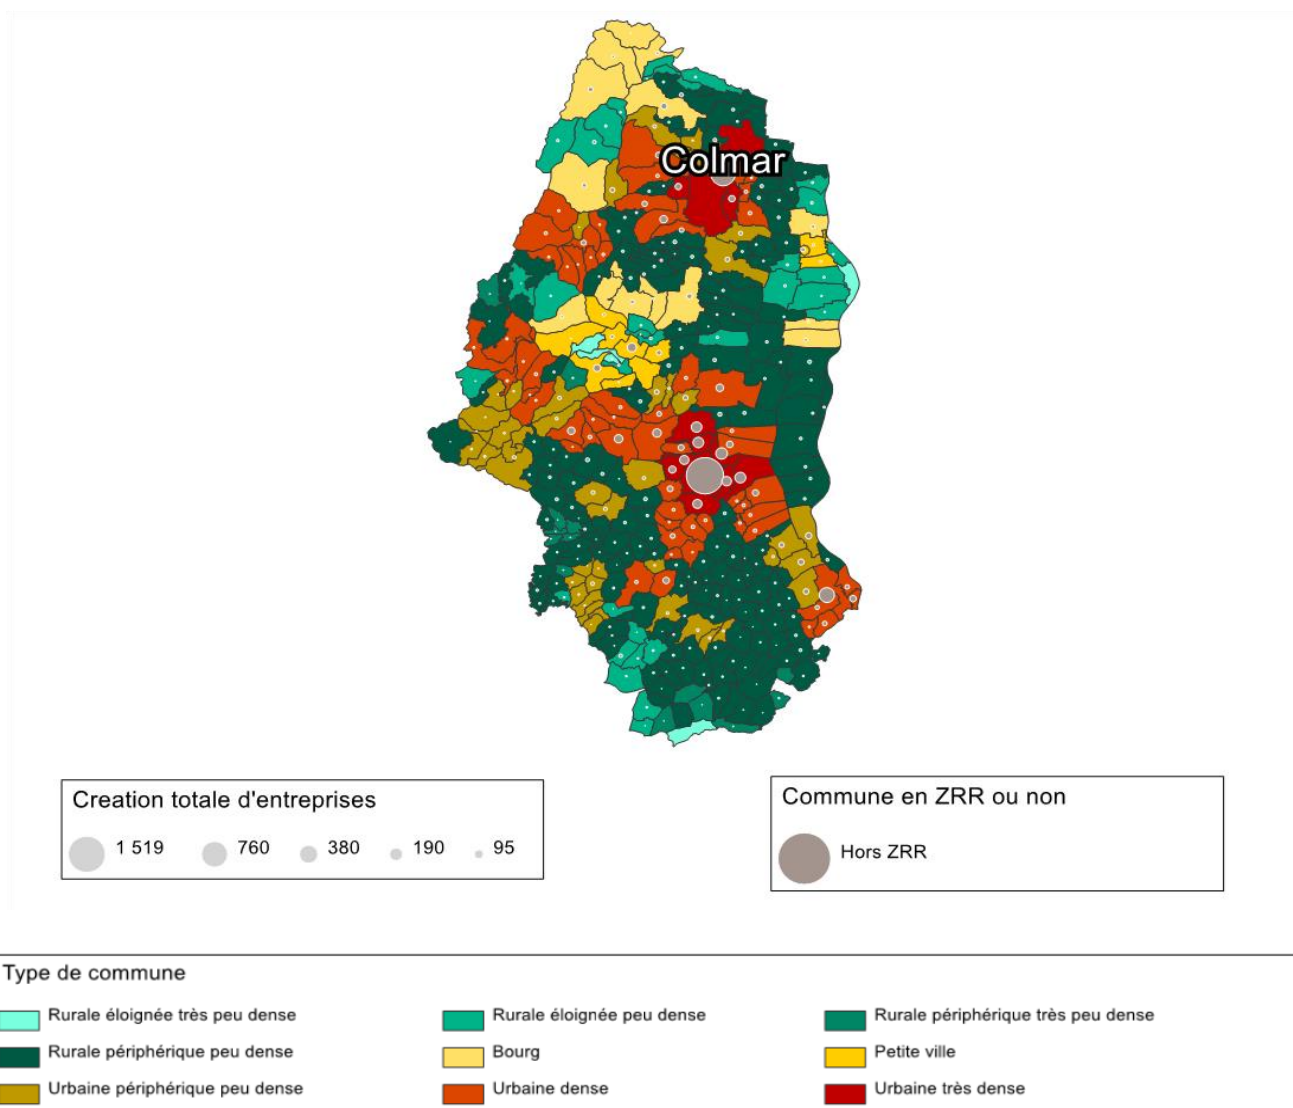 Colmar
Creation totale d'entreprises
1 519 760 380 190 95
Commune en ZRR ou non
Hors ZRR
Type de commune
Rurale éloignée très peu dense Rurale éloignée peu dense Rurale périphérique très peu dense
Rurale périphérique peu dense Bourg Petite ville
Urbaine périphérique peu dense Urbaine dense Urbaine très dense